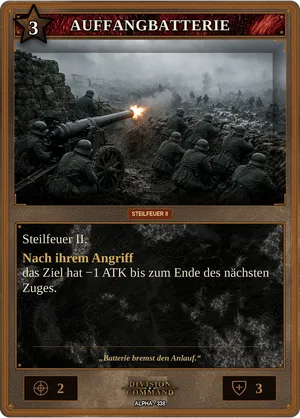 3
AUFFANGBATTERIE
STEILFEUER II
Steilfeuer II.
Nach ihrem Angriff
das Ziel hat −1 ATK bis zum Ende des nächsten
Zuges.
„Batterie bremst den Anlauf.“
2
DIVISION
COMMAND
ALPHA · 338
3